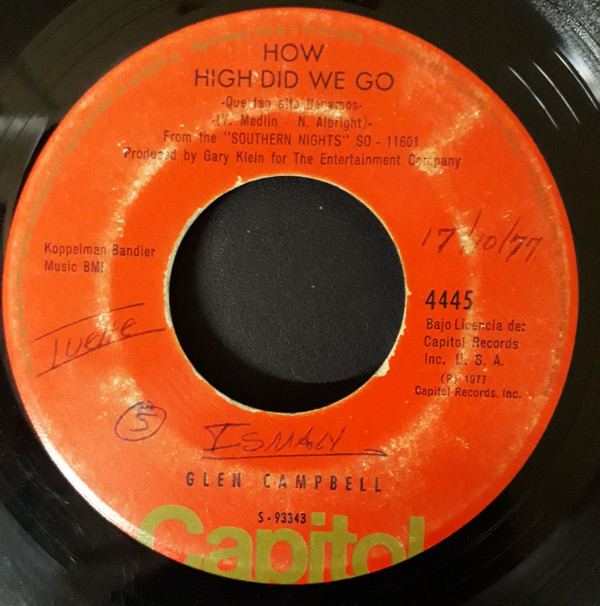 HOW
HIGH DID WE GO
-Que tan alto llegamos-
-(V. Medlin - N. Albright)-
From the "SOUTHERN NIGHTS" SO - 11601
Produced by Gary Klein for The Entertainment Company
Koppelman Bandier
Music BMI
17/10/77
4445
Bajo Licencia de:
Capitol Records
Inc. U. S. A.
(P) 1977
Capitol Records, Inc.
5
GLEN CAMPBELL
S - 93343
Capitol